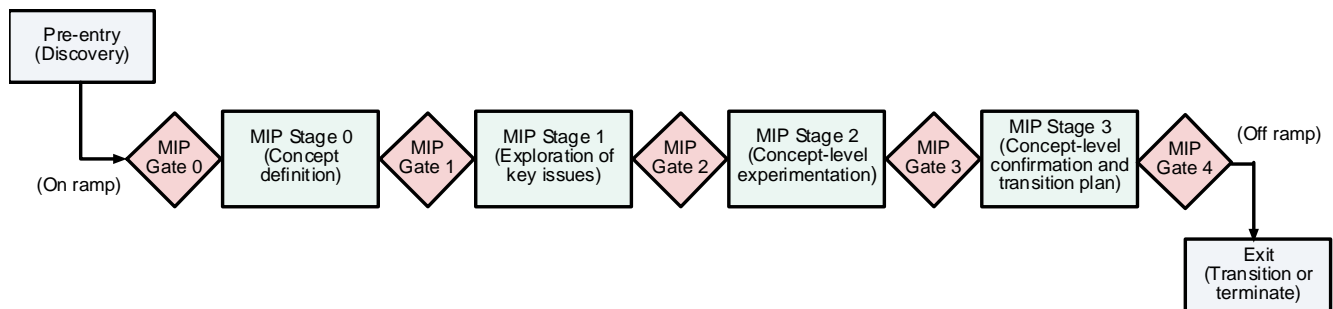 Pre-entry
(Discovery)
(On ramp)
MIP
Gate 0
MIP Stage 0
(Concept
definition)
MIP
Gate 1
MIP Stage 1
(Exploration of
key issues)
MIP
Gate 2
MIP Stage 2
(Concept-level
experimentation)
MIP
Gate 3
MIP Stage 3
(Concept-level
confirmation and
transition plan)
MIP
Gate 4
(Off ramp)
Exit
(Transition or
terminate)